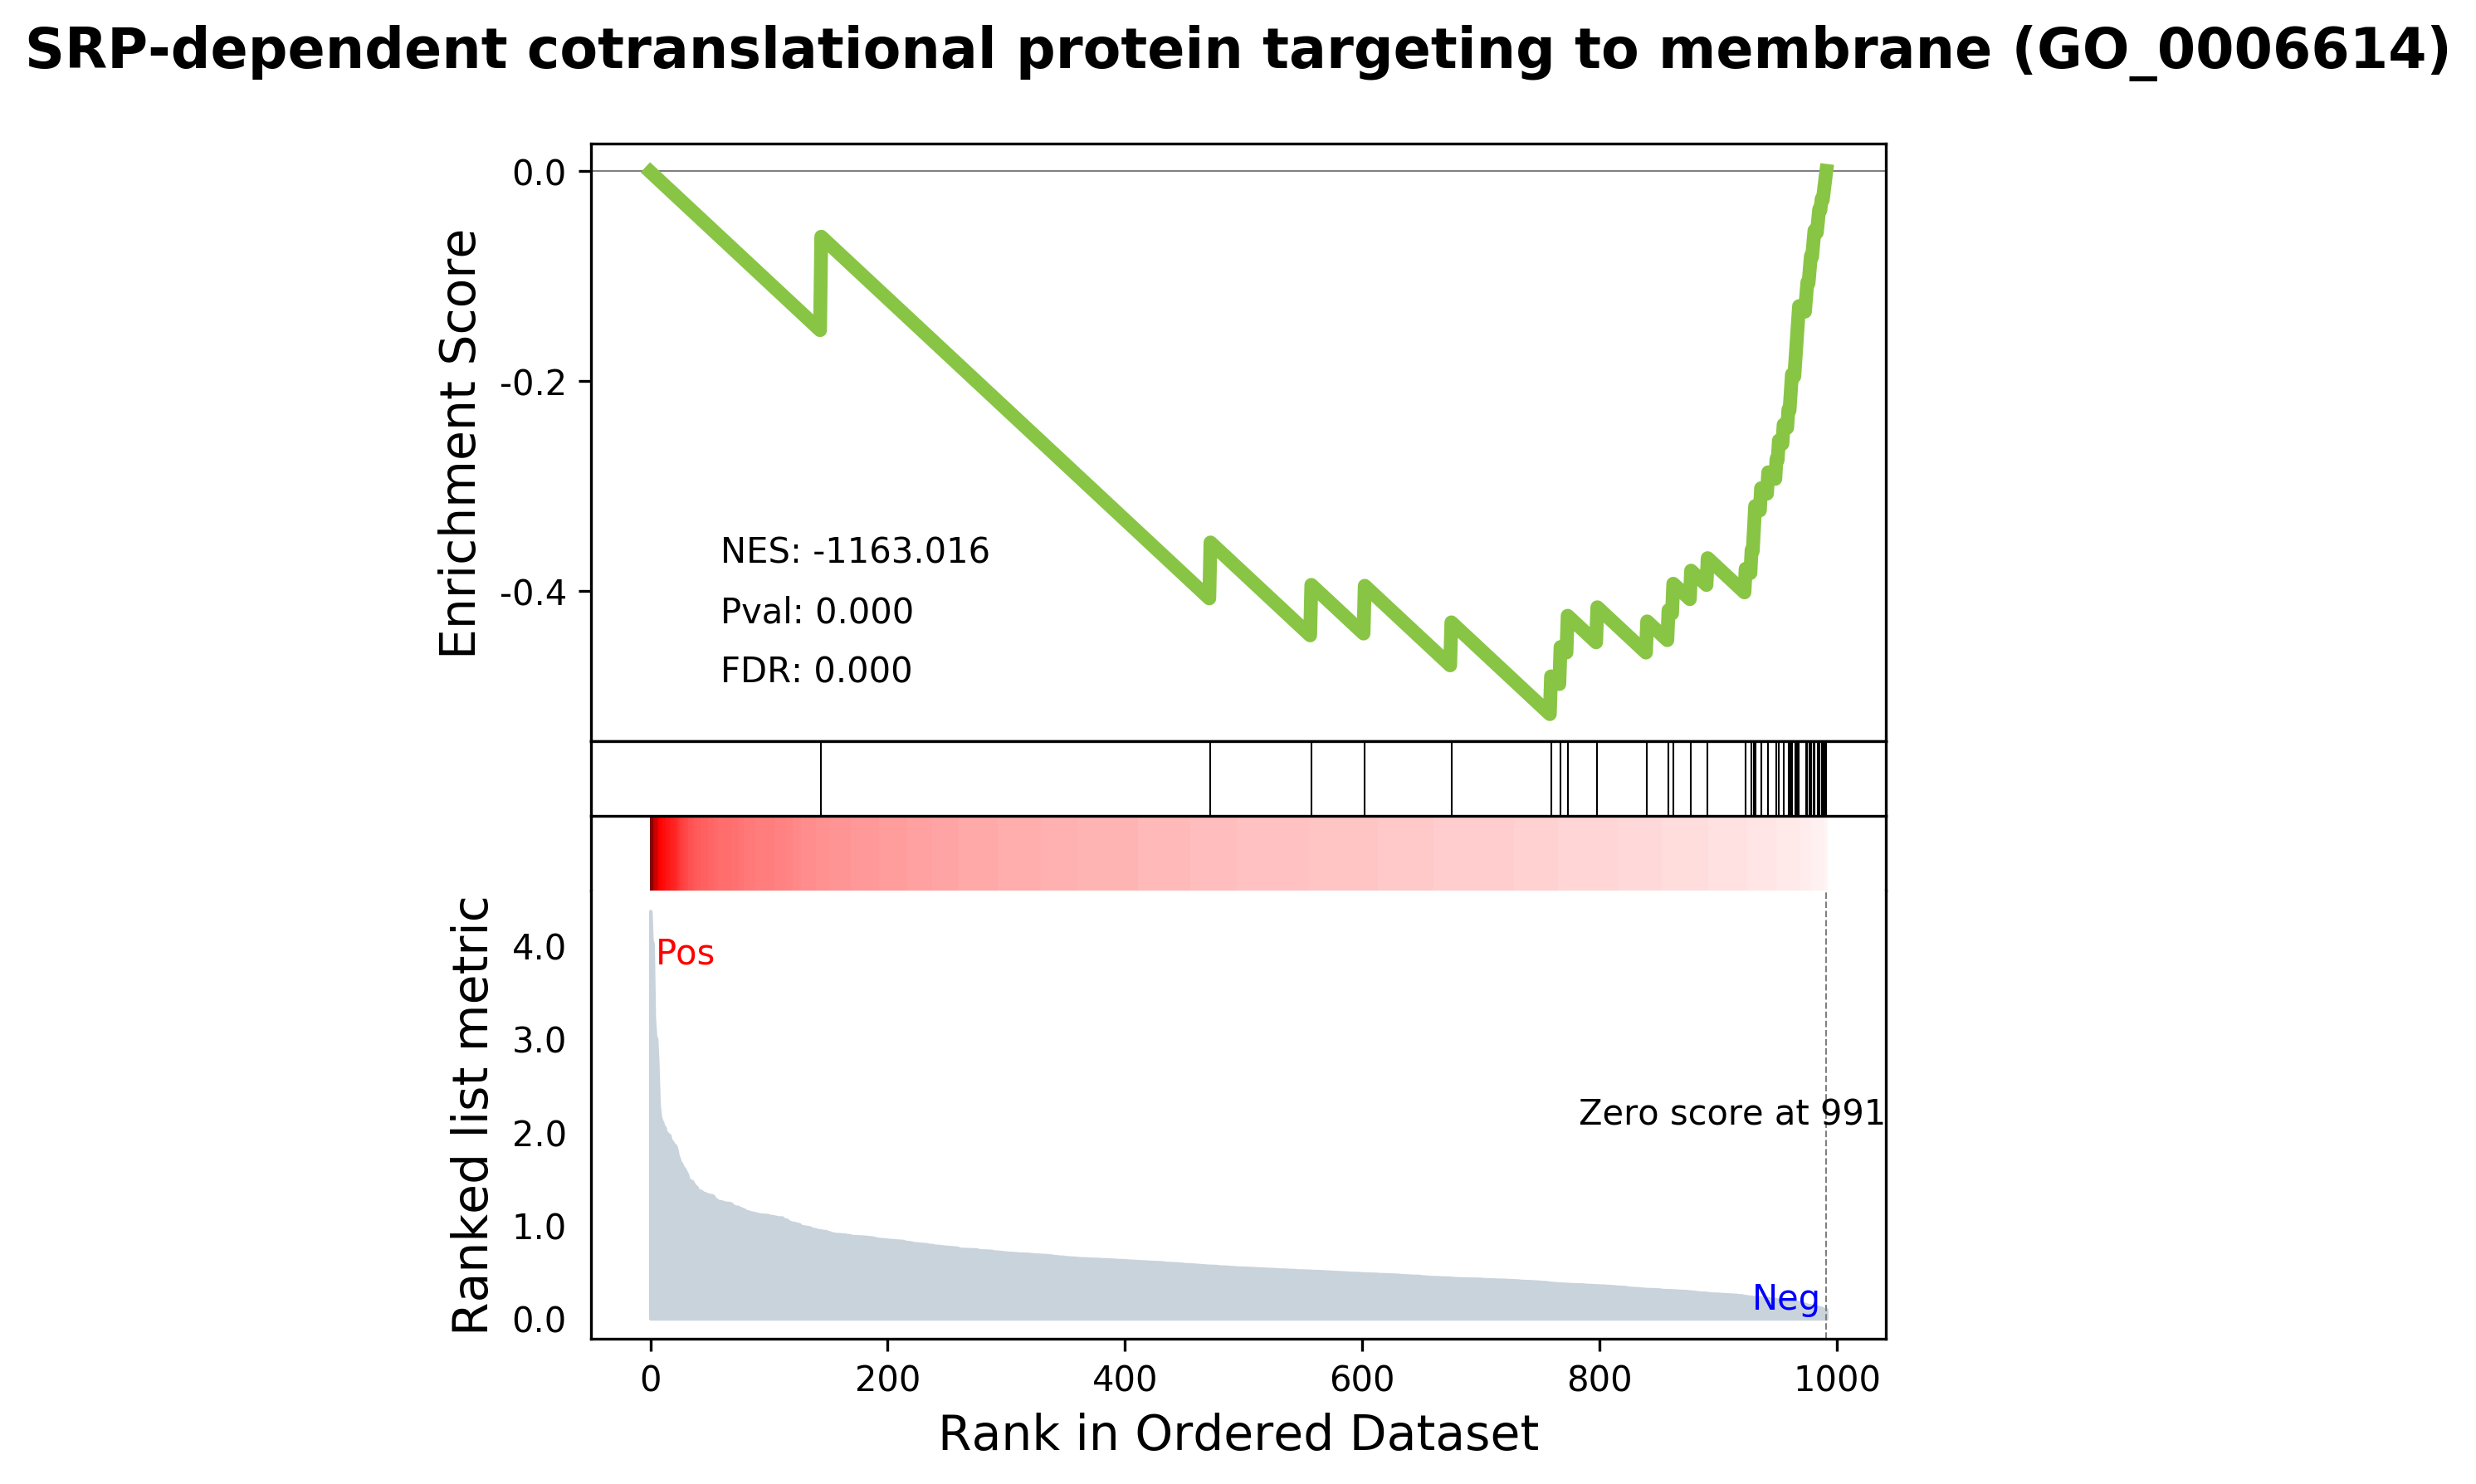 SRP-dependent cotranslational protein targeting to membrane (GO_0006614)
Enrichment Score
0.0
-0.2
-0.4
NES: -1163.016
Pval: 0.000
FDR: 0.000
Ranked list metric
4.0
3.0
2.0
1.0
0.0
Pos
Zero score at 991
Neg
0 200 400 600 800 1000
Rank in Ordered Dataset